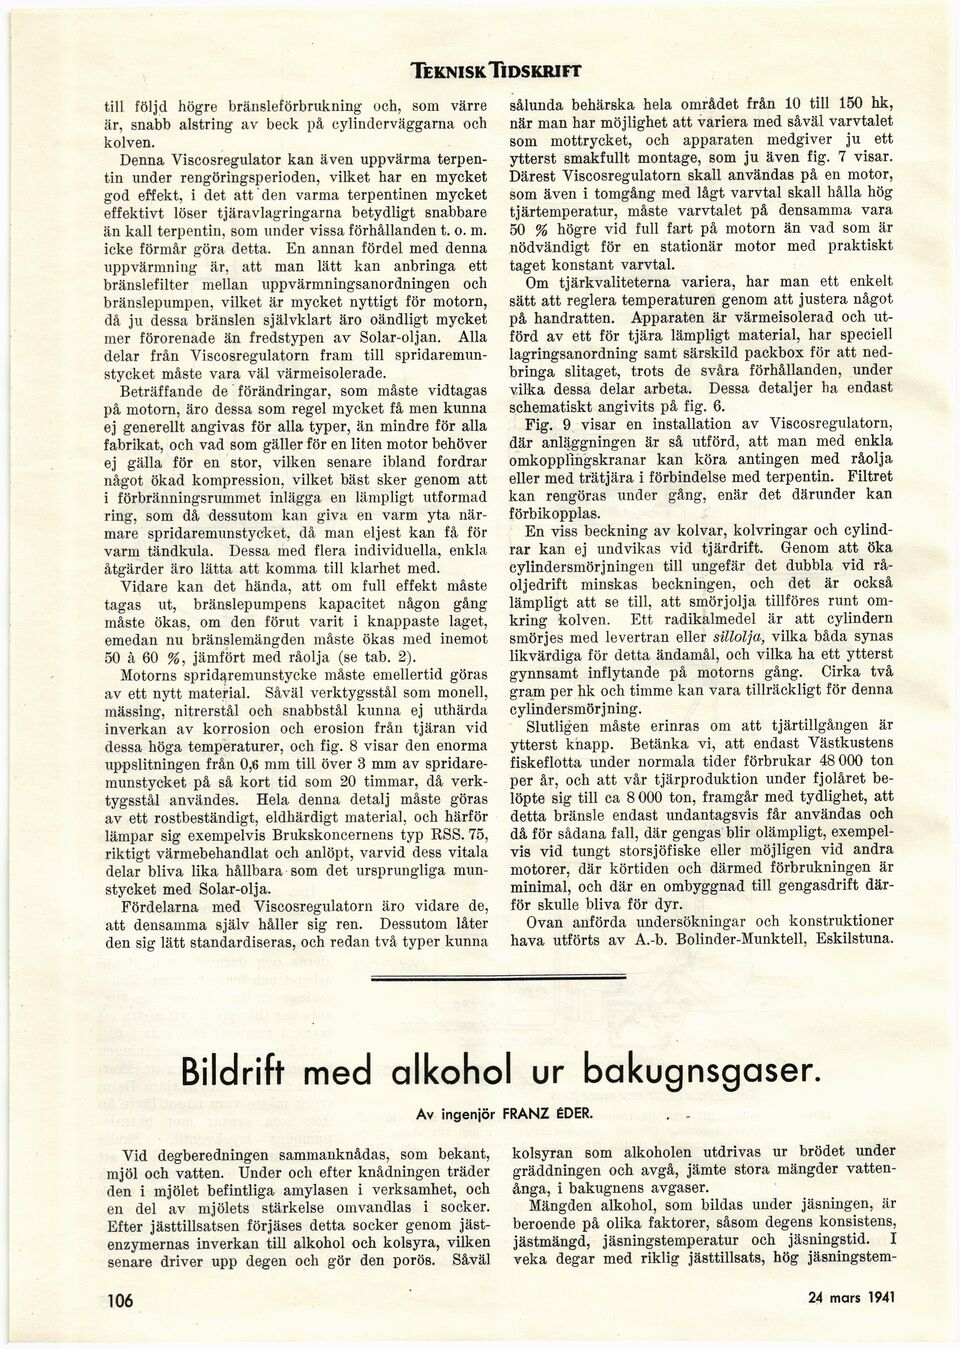 TEKNISK TIDSKRIFT
till följd högre bränsleförbrukning och, som värre
är, snabb alstring av beck på cylinderväggarna och
kolven.
Denna Viscosregulator kan även uppvärma terpen-
tin under rengöringsperioden, vilket har en mycket
god effekt, i det att den varma terpentinen mycket
effektivt löser tjäravlagringarna betydligt snabbare
än kall terpentin, som under vissa förhållanden t. o. m.
icke förmår göra detta. En annan fördel med denna
uppvärmning är, att man lätt kan anbringa ett
bränslefilter mellan uppvärmningsanordningen och
bränslepumpen, vilket är mycket nyttigt för motorn,
då ju dessa bränslen självklart äro oändligt mycket
mer förorenade än fredstypen av Solar-oljan. Alla
delar från Viscosregulatorn fram till spridaremun-
stycket måste vara väl värmeisolerade.
Beträffande de förändringar, som måste vidtagas
på motorn, äro dessa som regel mycket få men kunna
ej generellt angivas för alla typer, än mindre för alla
fabrikat, och vad som gäller för en liten motor behöver
ej gälla för en stor, vilken senare ibland fordrar
något ökad kompression, vilket bäst sker genom att
i förbränningsrummet inlägga en lämpligt utformad
ring, som då dessutom kan giva en varm yta när-
mare spridaremunstycket, då man eljest kan få för
varm tändkula. Dessa med flera individuella, enkla
åtgärder äro lätta att komma till klarhet med.
Vidare kan det hända, att om full effekt måste
tagas ut, bränslepumpens kapacitet någon gång
måste ökas, om den förut varit i knappaste laget,
emedan nu bränslemängden måste ökas med inemot
50 à 60 %, jämfört med råolja (se tab. 2).
Motorns spridaremunstycke måste emellertid göras
av ett nytt material. Såväl verktygsstål som monell,
mässing, nitrerstål och snabbstål kunna ej uthärda
inverkan av korrosion och erosion från tjäran vid
dessa höga temperaturer, och fig. 8 visar den enorma
uppslitningen från 0,6 mm till över 3 mm av spridare-
munstycket på så kort tid som 20 timmar, då verk-
tygsstål användes. Hela denna detalj måste göras
av ett rostbeständigt, eldhärdigt material, och härför
lämpar sig exempelvis Brukskoncernens typ RSS. 75,
riktigt värmebehandlat och anlöpt, varvid dess vitala
delar bliva lika hållbara som det ursprungliga mun-
stycket med Solar-olja.
Fördelarna med Viscosregulatorn äro vidare de,
att densamma själv håller sig ren. Dessutom låter
den sig lätt standardiseras, och redan två typer kunna
sålunda behärska hela området från 10 till 150 hk,
när man har möjlighet att variera med såväl varvtalet
som mottrycket, och apparaten medgiver ju ett
ytterst smakfullt montage, som ju även fig. 7 visar.
Därest Viscosregulatorn skall användas på en motor,
som även i tomgång med lågt varvtal skall hålla hög
tjärtemperatur, måste varvtalet på densamma vara
50 % högre vid full fart på motorn än vad som är
nödvändigt för en stationär motor med praktiskt
taget konstant varvtal.
Om tjärkvaliteterna variera, har man ett enkelt
sätt att reglera temperaturen genom att justera något
på handratten. Apparaten är värmeisolerad och ut-
förd av ett för tjära lämpligt material, har speciell
lagringsanordning samt särskild packbox för att ned-
bringa slitaget, trots de svåra förhållanden, under
vilka dessa delar arbeta. Dessa detaljer ha endast
schematiskt angivits på fig. 6.
Fig. 9 visar en installation av Viscosregulatorn,
där anläggningen är så utförd, att man med enkla
omkopplingskranar kan köra antingen med råolja
eller med trätjära i förbindelse med terpentin. Filtret
kan rengöras under gång, enär det därunder kan
förbikopplas.
En viss beckning av kolvar, kolvringar och cylind-
rar kan ej undvikas vid tjärdrift. Genom att öka
cylindersmörjningen till ungefär det dubbla vid rå-
oljedrift minskas beckningen, och det är också
lämpligt att se till, att smörjolja tillföres runt om-
kring kolven. Ett radikalmedel är att cylindern
smörjes med levertran eller sillolja, vilka båda synas
likvärdiga för detta ändamål, och vilka ha ett ytterst
gynnsamt inflytande på motorns gång. Cirka två
gram per hk och timme kan vara tillräckligt för denna
cylindersmörjning.
Slutligen måste erinras om att tjärtillgången är
ytterst knapp. Betänka vi, att endast Västkustens
fiskeflotta under normala tider förbrukar 48 000 ton
per år, och att vår tjärproduktion under fjolåret be-
löpte sig till ca 8 000 ton, framgår med tydlighet, att
detta bränsle endast undantagsvis får användas och
då för sådana fall, där gengas blir olämpligt, exempel-
vis vid tungt storsjöfiske eller möjligen vid andra
motorer, där körtiden och därmed förbrukningen är
minimal, och där en ombyggnad till gengasdrift där-
för skulle bliva för dyr.
Ovan anförda undersökningar och konstruktioner
hava utförts av A.-b. Bolinder-Munktell, Eskilstuna.
Bildrift med alkohol ur bakugnsgaser.
Av ingenjör FRANZ ÉDER.
Vid degberedningen sammanknådas, som bekant,
mjöl och vatten. Under och efter knådningen träder
den i mjölet befintliga amylasen i verksamhet, och
en del av mjölets stärkelse omvandlas i socker.
Efter jästtillsatsen förjäses detta socker genom jäst-
enzymernas inverkan till alkohol och kolsyra, vilken
senare driver upp degen och gör den porös. Såväl
kolsyran som alkoholen utdrivas ur brödet under
gräddningen och avgå, jämte stora mängder vatten-
ånga, i bakugnens avgaser.
Mängden alkohol, som bildas under jäsningen, är
beroende på olika faktorer, såsom degens konsistens,
jästmängd, jäsningstemperatur och jäsningstid. I
veka degar med riklig jästtillsats, hög jäsningstem-
106
24 mars 1941